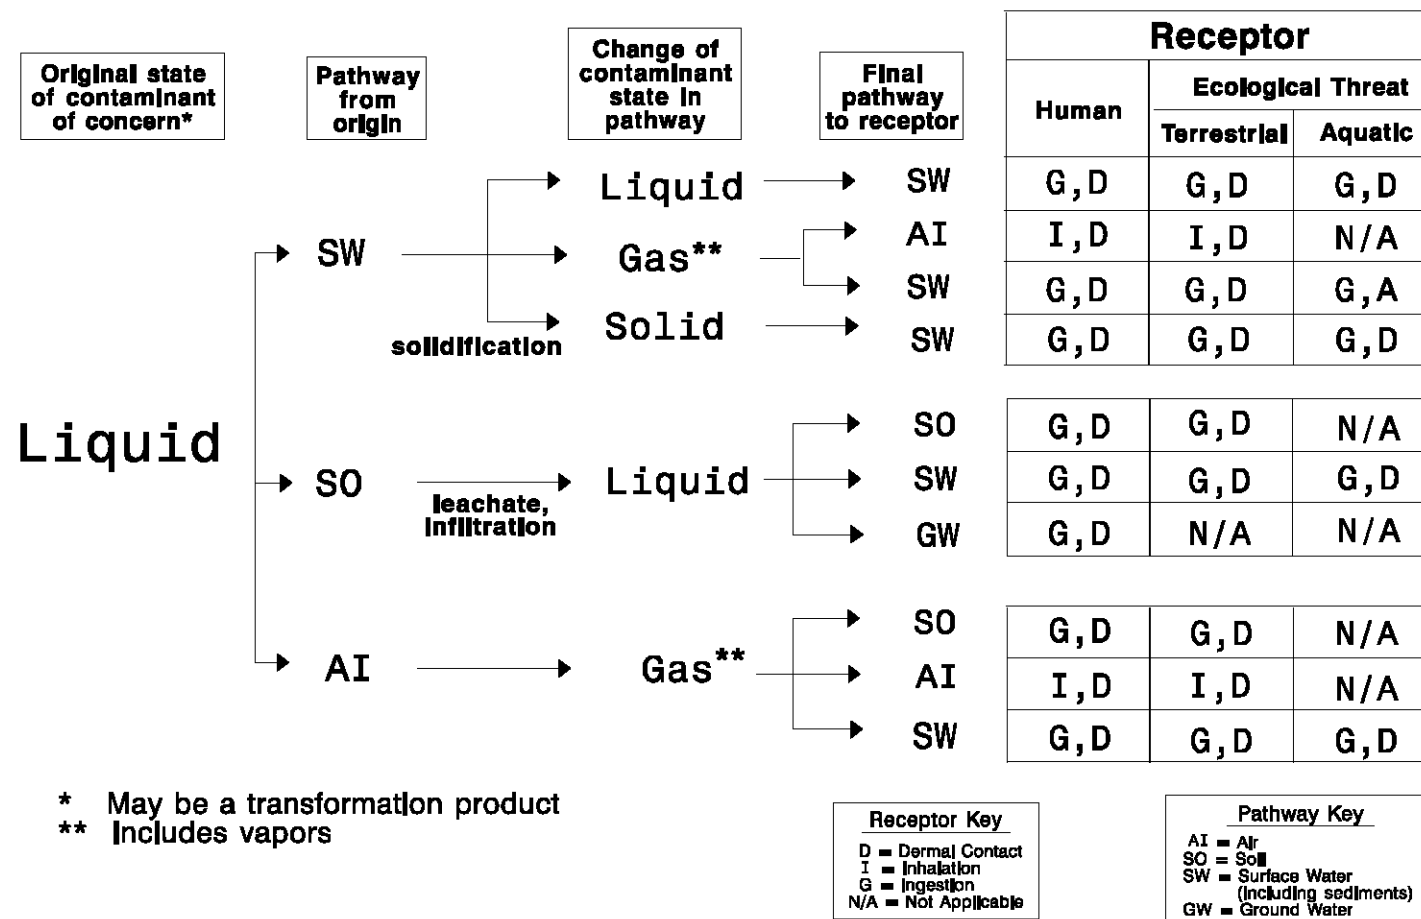 Receptor
Original state
of contaminant
of concern*
Pathway
from
origin
Change of
contaminant
state in
pathway
Final
pathway
to receptor
Human
Ecological Threat
Terrestrial
Aquatic
Liquid
SW
G,D
G,D
G,D
SW
Gas**
AI
I,D
I,D
N/A
SW
G,D
G,D
G,A
solidification
Solid
SW
G,D
G,D
G,D
Liquid
SO
G,D
G,D
N/A
SO
leachate,
infiltration
Liquid
SW
G,D
G,D
G,D
GW
G,D
N/A
N/A
SO
G,D
G,D
N/A
AI
Gas**
AI
I,D
I,D
N/A
SW
G,D
G,D
G,D
* May be a transformation product
** Includes vapors
Receptor Key
D = Dermal Contact
I = Inhalation
G = Ingestion
N/A = Not Applicable
Pathway Key
AI = Air
SO = Soil
SW = Surface Water
(including sediments)
GW = Ground Water